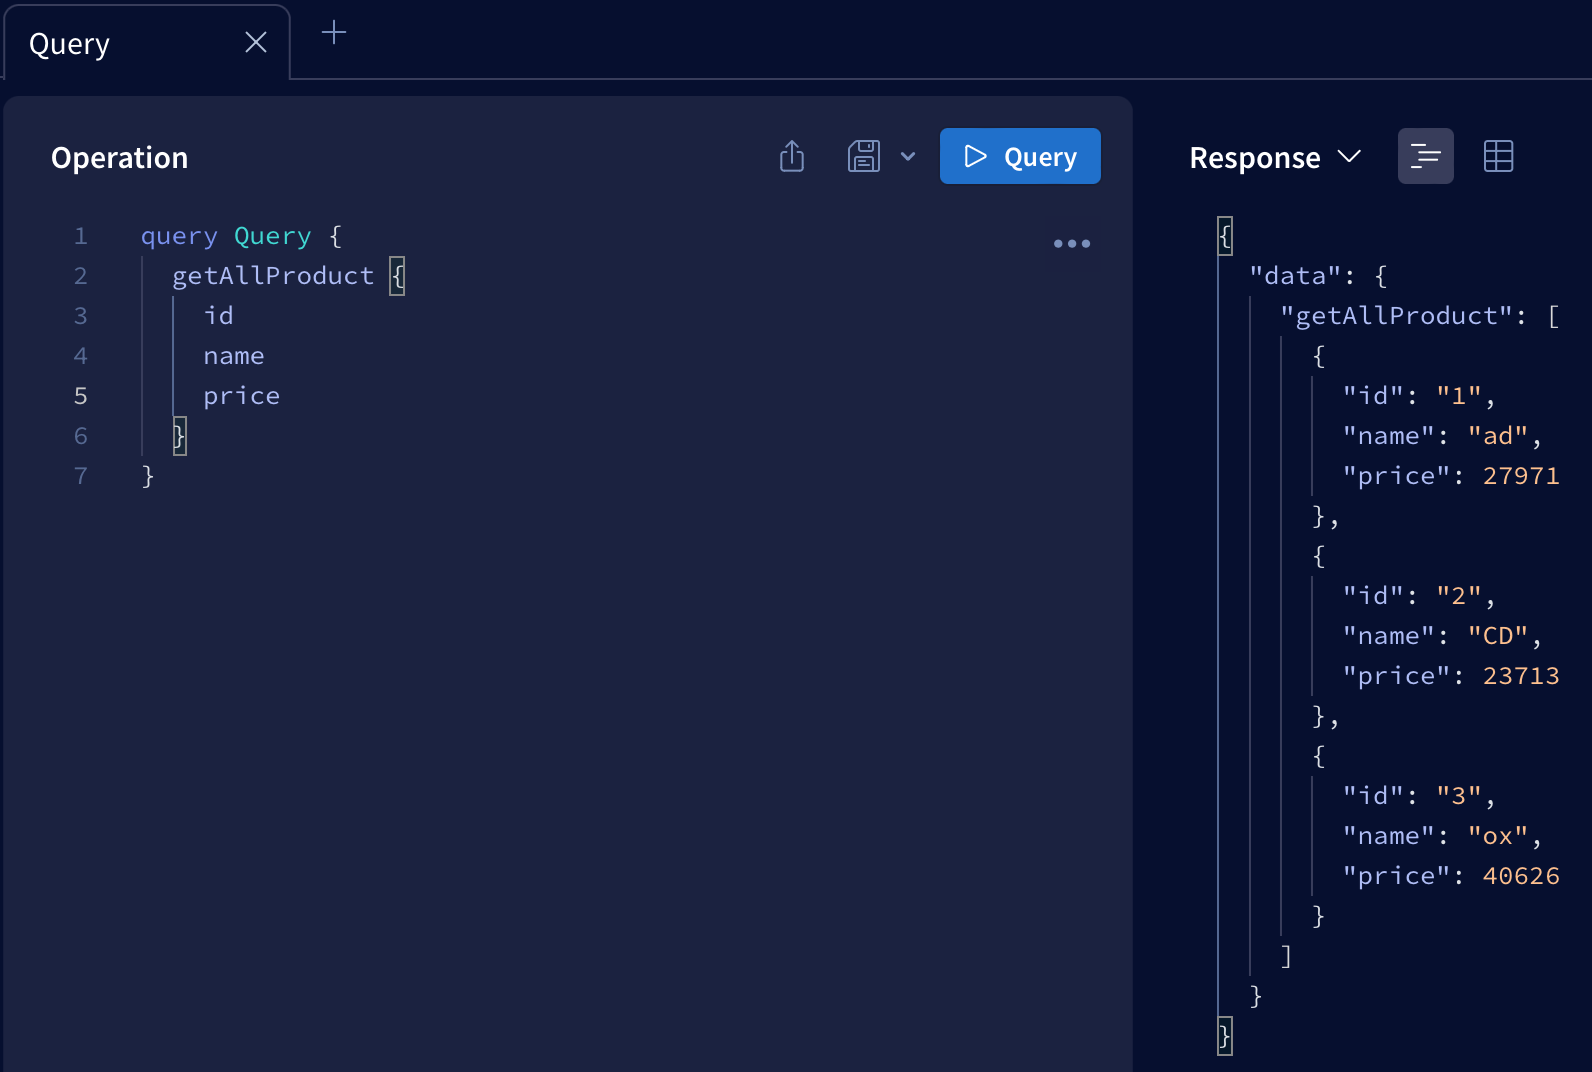 Query
Operation
Query
1 query Query {
2 getAllProduct {
3 id
4 name
5 price
6 }
7 }
Response
{
"data": {
"getAllProduct": [
{
"id": "1",
"name": "ad",
"price": 27971
},
{
"id": "2",
"name": "CD",
"price": 23713
},
{
"id": "3",
"name": "ox",
"price": 40626
}
]
}
}